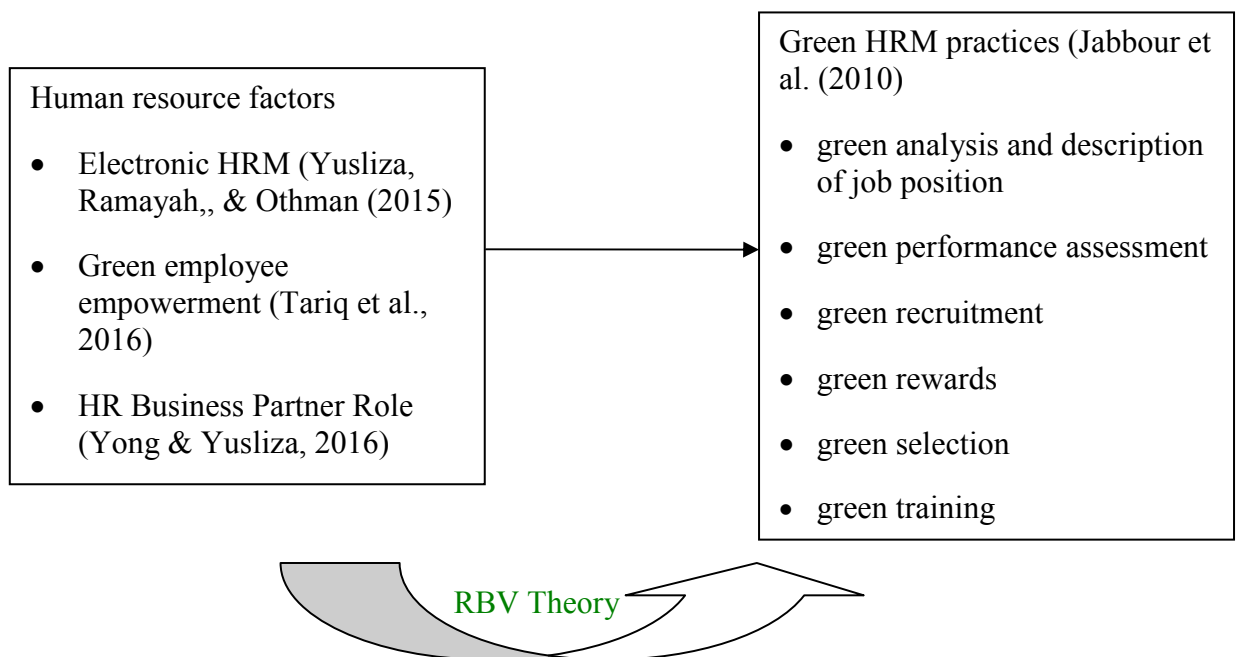 Human resource factors
• Electronic HRM (Yusliza,
Ramayah,, & Othman (2015)
• Green employee
empowerment (Tariq et al.,
2016)
• HR Business Partner Role
(Yong & Yusliza, 2016)
Green HRM practices (Jabbour et
al. (2010)
• green analysis and description
of job position
• green performance assessment
• green recruitment
• green rewards
• green selection
• green training
RBV Theory